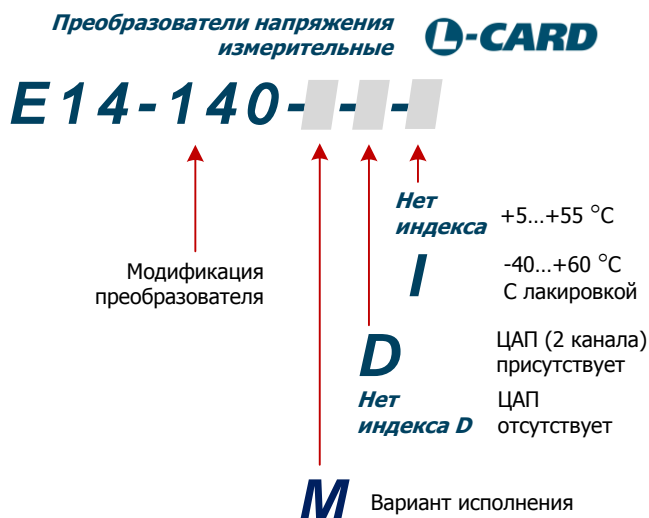 Преобразователи напряжения
измерительные
L-CARD
E14-140- - -
Нет
индекса
+5...+55 °C
I
-40...+60 °C
С лакировкой
Модификация
преобразователя
D
ЦАП (2 канала)
присутствует
Нет
индекса D
ЦАП
отсутствует
M
Вариант исполнения